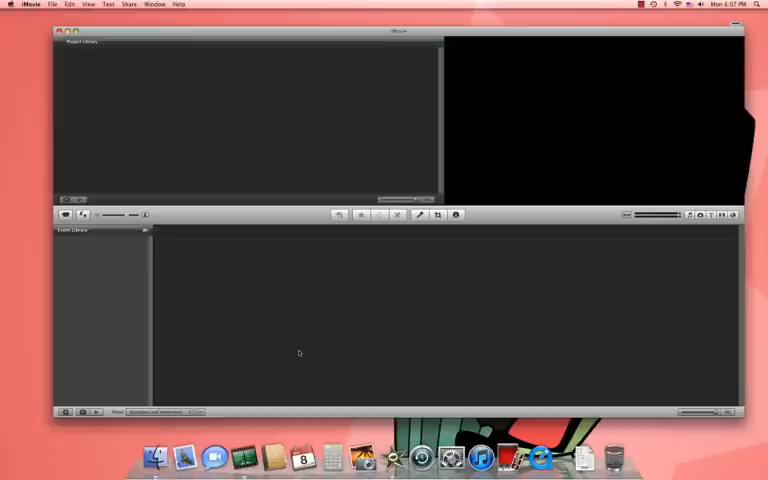 iMovie File Edit View Text Share Window Help
Mon 6:07 PM
iMovie
Project Library
Event Library
Show:
8